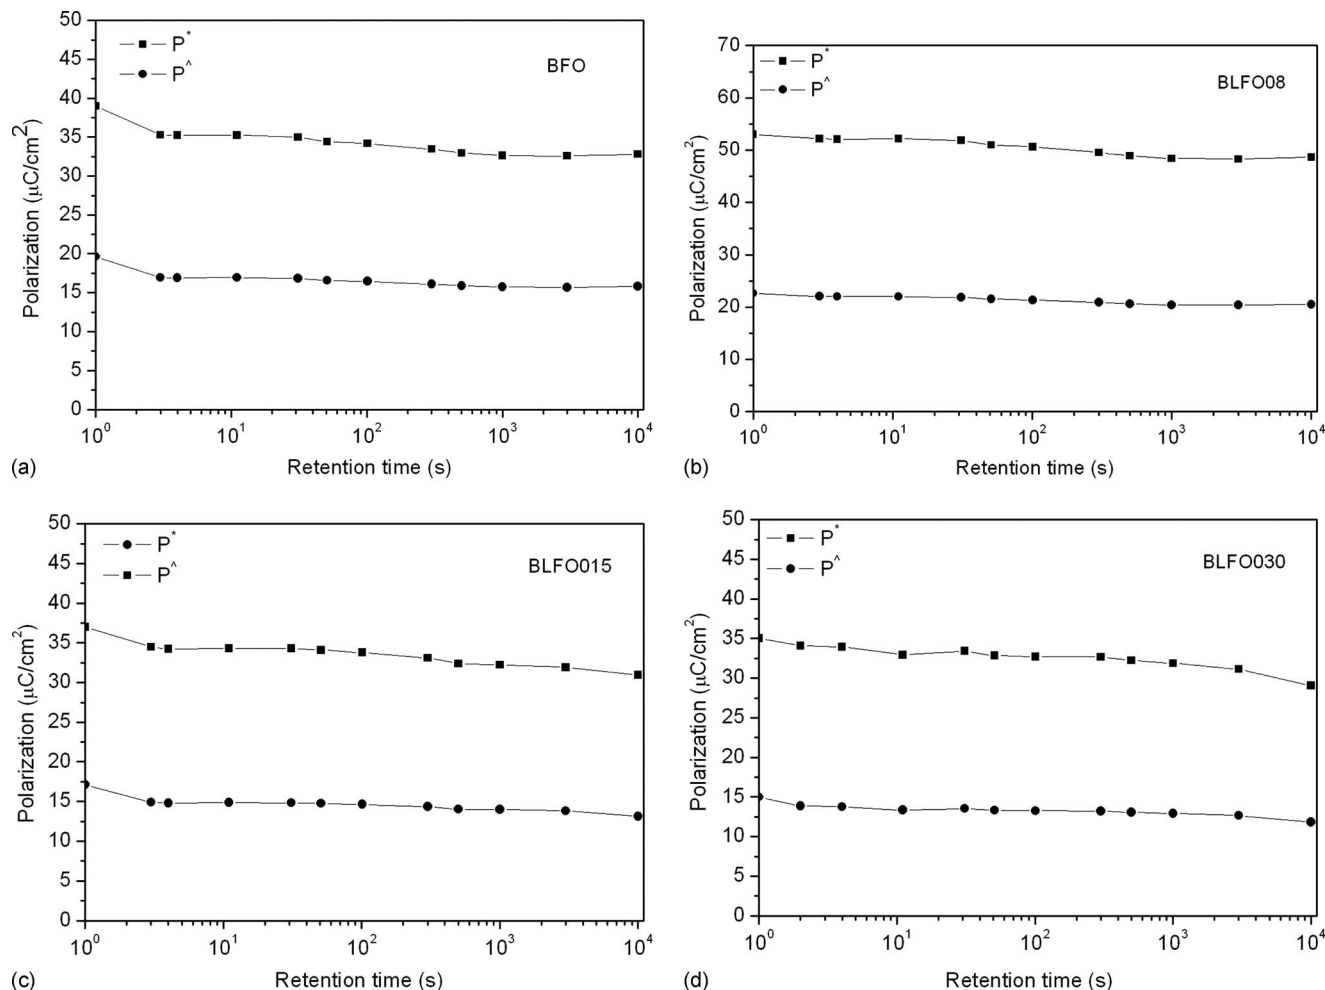 50
45
40
35
30
25
20
15
10
5
0
P*
P^
BFO
Polarization (μC/cm²)
10⁰ 10¹ 10² 10³ 10⁴
Retention time (s)
(a)
70
60
50
40
30
20
10
0
P*
P^
BLFO08
Polarization (μC/cm²)
10⁰ 10¹ 10² 10³ 10⁴
Retention time (s)
(b)
50
45
40
35
30
25
20
15
10
5
0
P*
P^
BLFO015
Polarization (μC/cm²)
10⁰ 10¹ 10² 10³ 10⁴
Retention time (s)
(c)
50
45
40
35
30
25
20
15
10
5
0
P*
P^
BLFO030
Polarization (μC/cm²)
10⁰ 10¹ 10² 10³ 10⁴
Retention time (s)
(d)